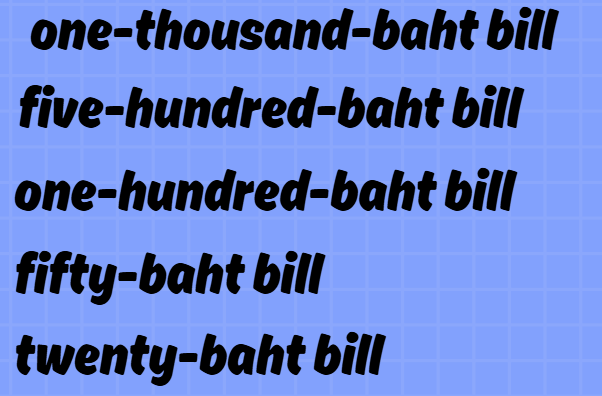 one-thousand-baht bill
five-hundred-baht bill
one-hundred-baht bill
fifty-baht bill
twenty-baht bill